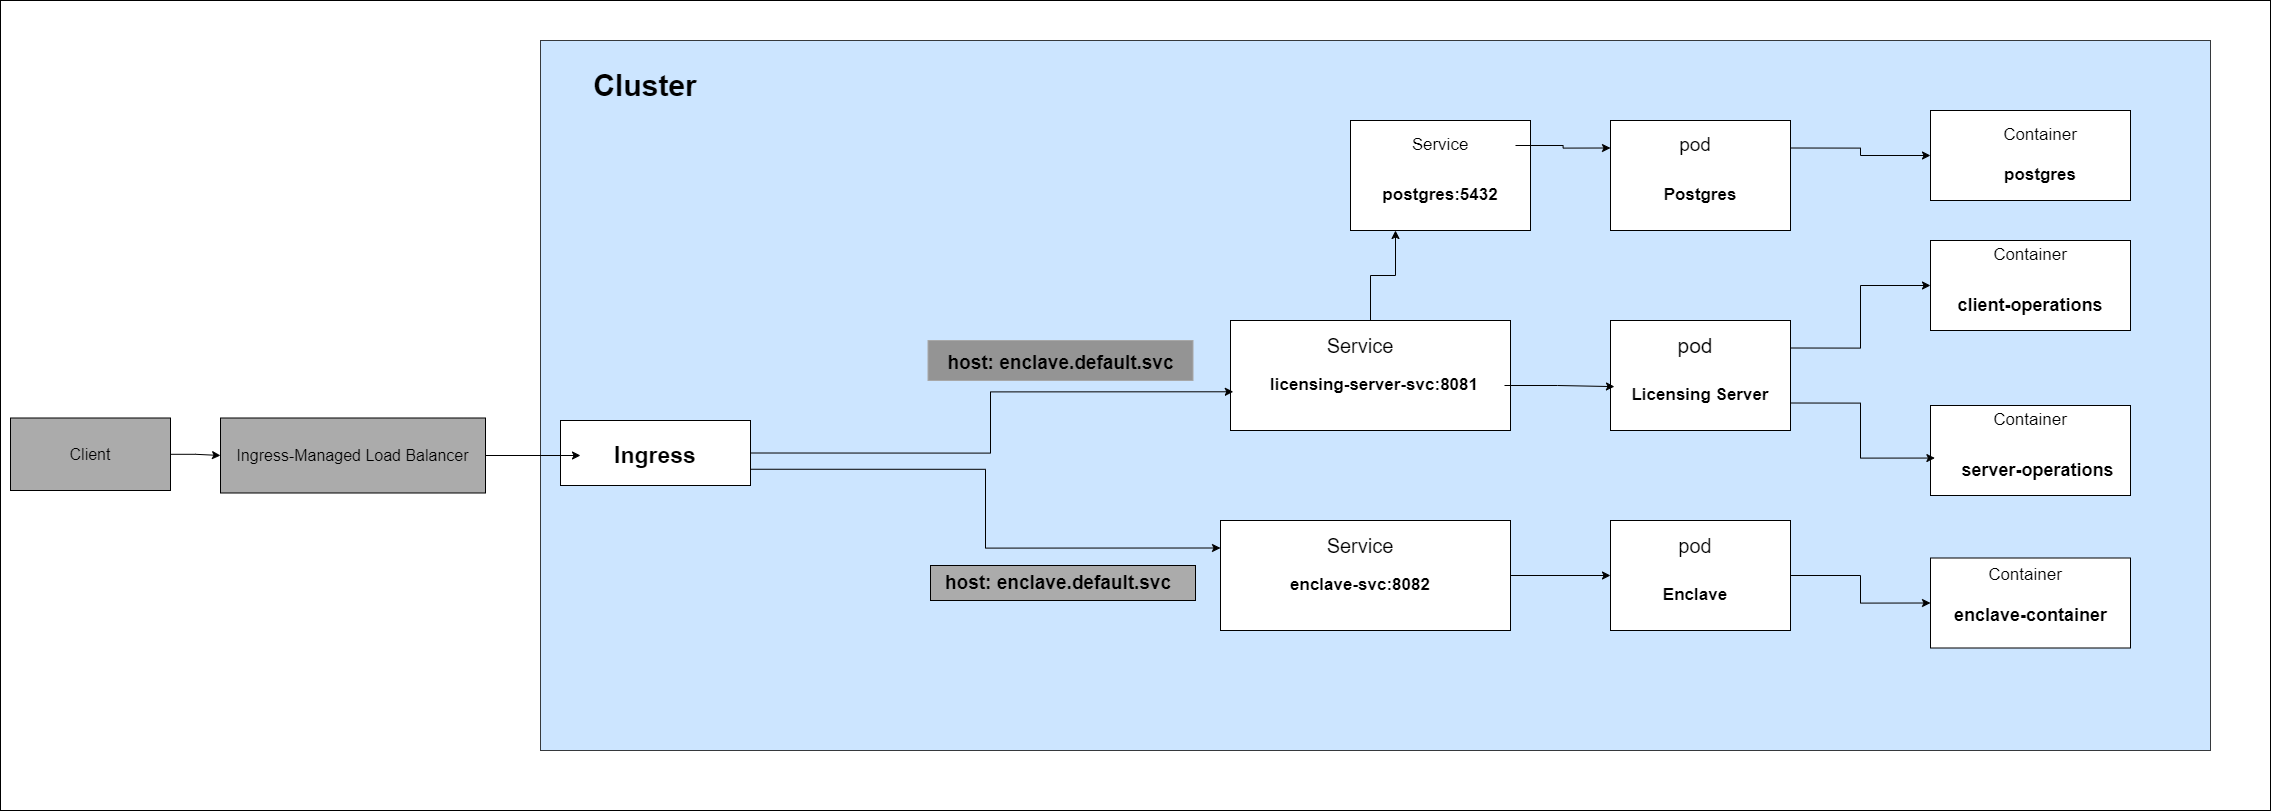 Cluster
Service
postgres:5432
pod
Postgres
Container
postgres
Container
client-operations
host: enclave.default.svc
Service
licensing-server-svc:8081
pod
Licensing Server
Container
server-operations
Client
Ingress-Managed Load Balancer
Ingress
host: enclave.default.svc
Service
enclave-svc:8082
pod
Enclave
Container
enclave-container